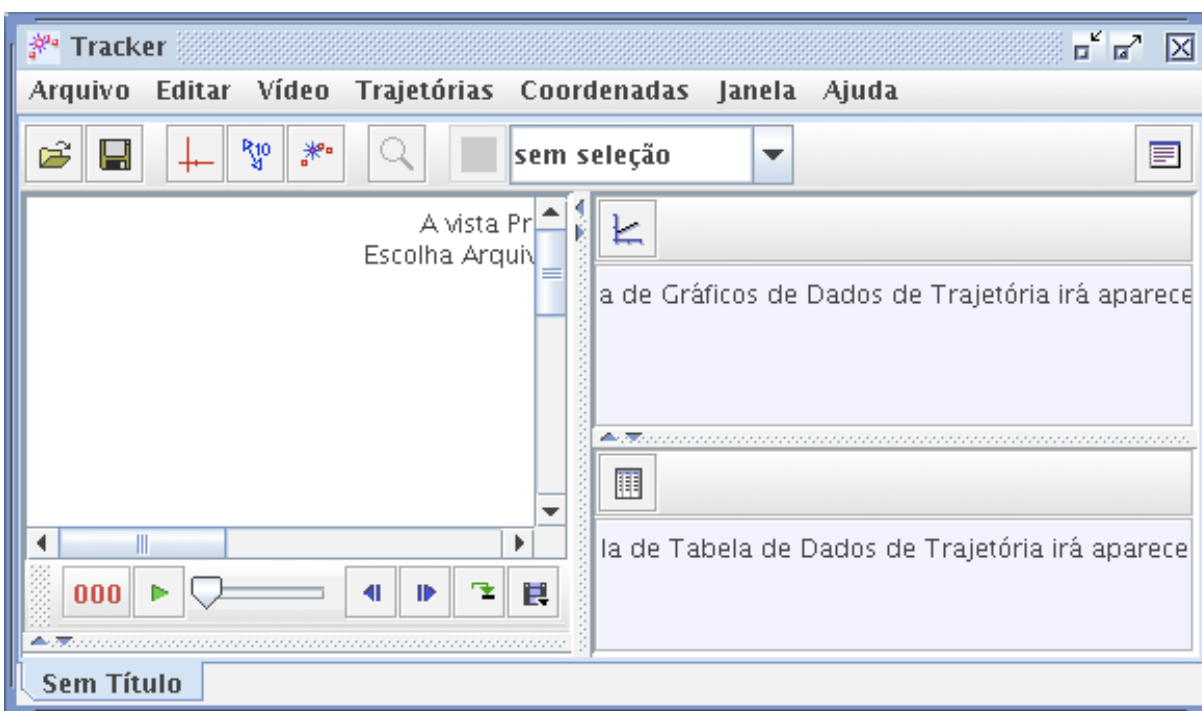 Tracker
Arquivo Editar Vídeo Trajetórias Coordenadas Janela Ajuda
10
sem seleção
A vista Pr
Escolha Arquiv
a de Gráficos de Dados de Trajetória irá aparece
la de Tabela de Dados de Trajetória irá aparece
000
Sem Título